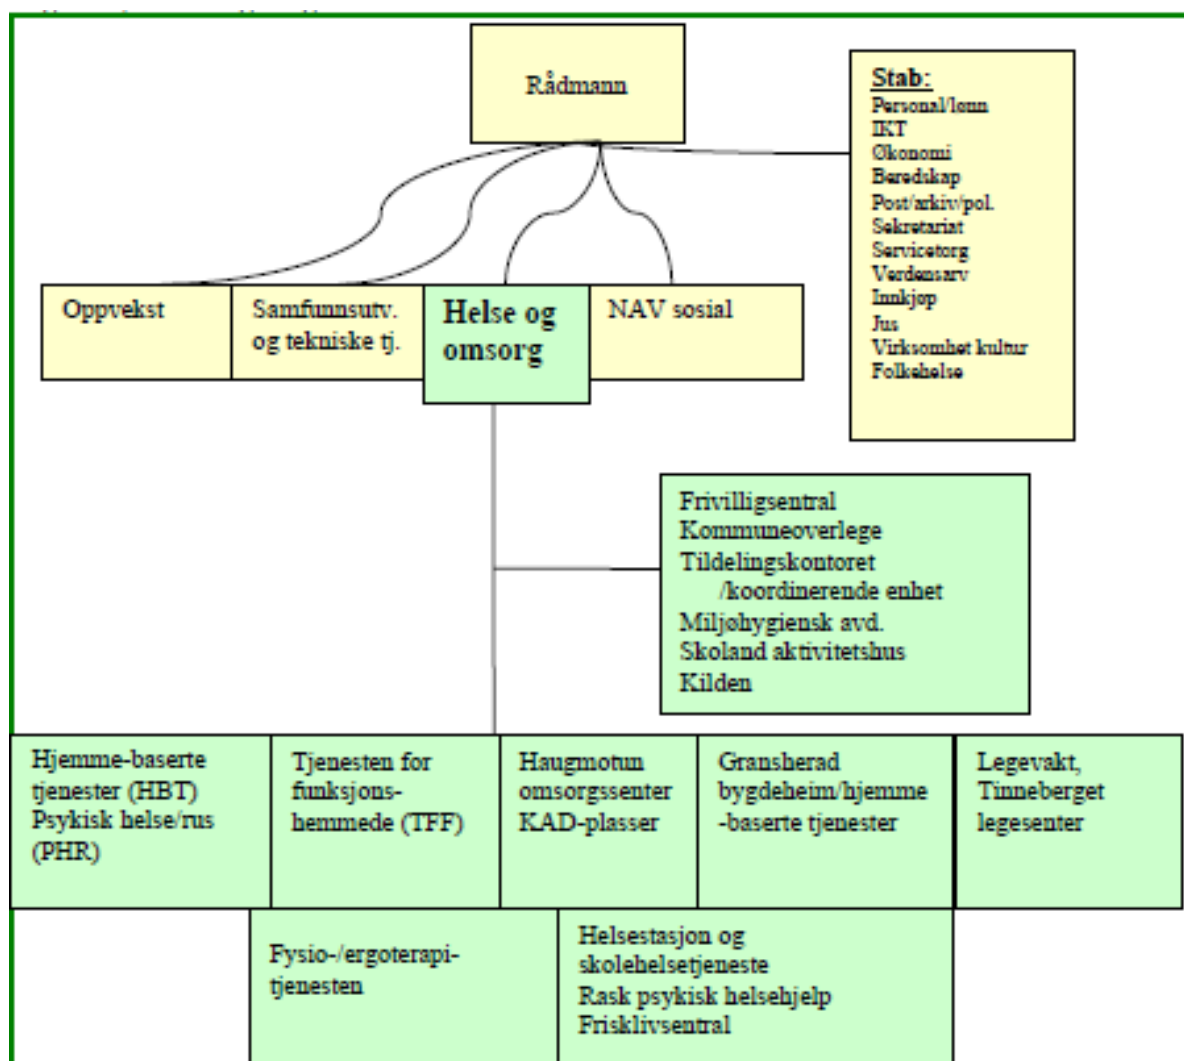 Rådmann
Stab:
Personal/lønn
IKT
Økonomi
Beredskap
Post/arkiv/pol.
Sekretariat
Servicetorg
Verdensarv
Innkjøp
Jus
Virksomhet kultur
Folkehelse
Oppvekst
Samfunnsutv.
og tekniske tj.
Helse og
omsorg
NAV sosial
Frivilligsentral
Kommuneoverlege
Tildelingskontoret
/koordinerende enhet
Miljøhygiensk avd.
Skoland aktivitetshus
Kilden
Hjemme-baserte
tjenester (HBT)
Psykisk helse/rus
(PHR)
Tjenesten for
funksjons-
hemmede (TFF)
Haugmotun
omsorgssenter
KAD-plasser
Gransherad
bygdeheim/hjemme
-baserte tjenester
Legevakt,
Tinneberget
legesenter
Fysio-/ergoterapi-
tjenesten
Helsestasjon og
skolehelsetjeneste
Rask psykisk helsehjelp
Frisklivsentral